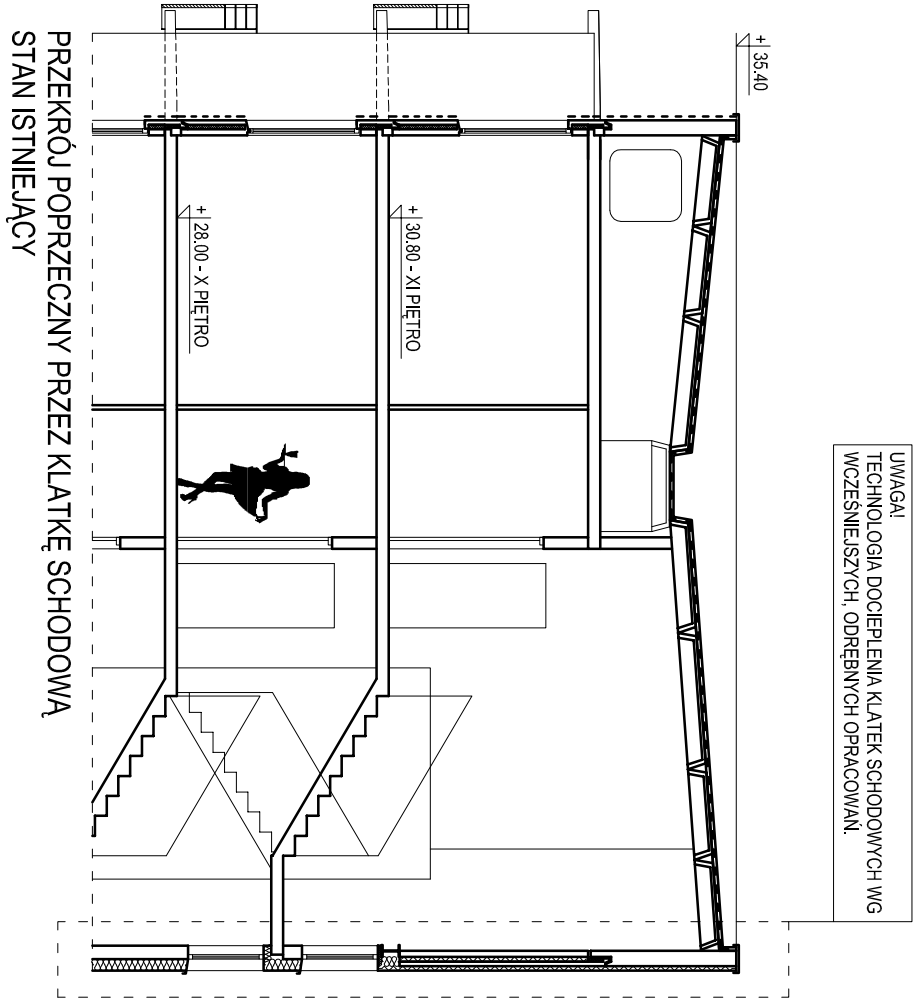 UWAGA!
TECHNOLOGIA DOCIEPLENIA KLATEK SCHODOWYCH WG
WCZEŚNIEJSZYCH, ODRĘBNYCH OPRACOWAŃ.
+ 35.40
+ 30.80 - XI PIĘTRO
+ 28.00 - X PIĘTRO
PRZEKRÓJ POPRZECZNY PRZEZ KLATKĘ SCHODOWĄ
STAN ISTNIEJĄCY